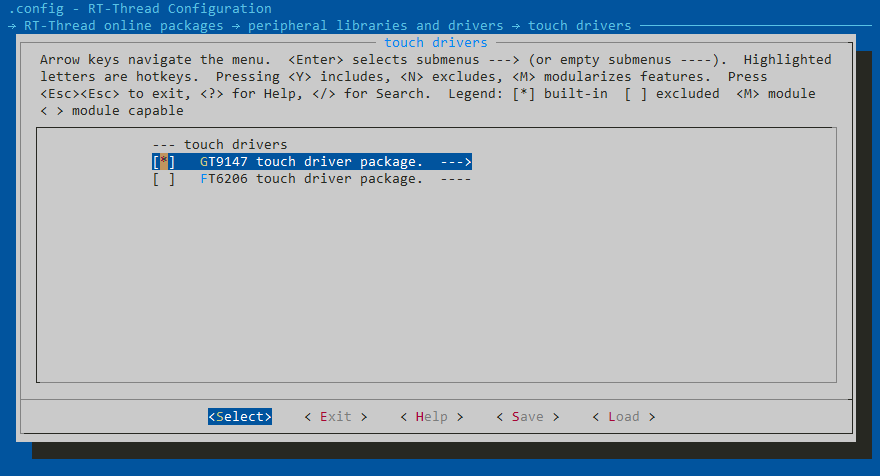 .config - RT-Thread Configuration
→ RT-Thread online packages → peripheral libraries and drivers → touch drivers
touch drivers
Arrow keys navigate the menu.  <Enter> selects submenus ---> (or empty submenus ----).  Highlighted
letters are hotkeys.  Pressing <Y> includes, <N> excludes, <M> modularizes features.  Press
<Esc><Esc> to exit, <?> for Help, </> for Search.  Legend: [*] built-in  [ ] excluded  <M> module
< > module capable
--- touch drivers
[*]   GT9147 touch driver package.  --->
[ ]   FT6206 touch driver package.  ----
<Select>    < Exit >    < Help >    < Save >    < Load >